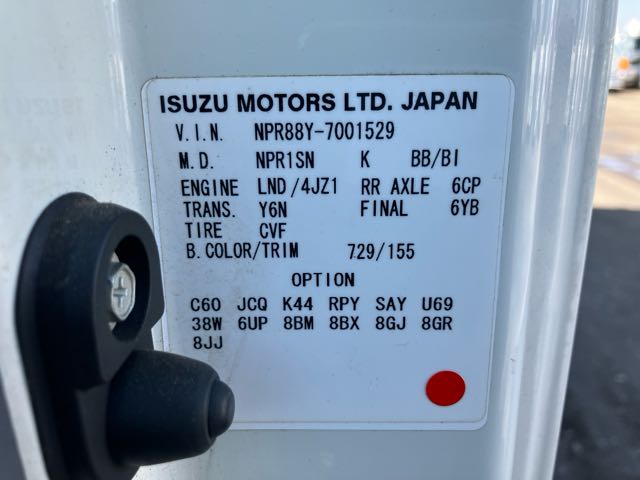 ISUZU MOTORS LTD. JAPAN
V.I.N. NPR88Y-7001529
M.D. NPR1SN K BB/BI
ENGINE LND/4JZ1 RR AXLE 6CP
TRANS. Y6N FINAL 6YB
TIRE CVF
B.COLOR/TRIM 729/155
OPTION
C60 JCQ K44 RPY SAY U69
38W 6UP 8BM 8BX 8GJ 8GR
8JJ